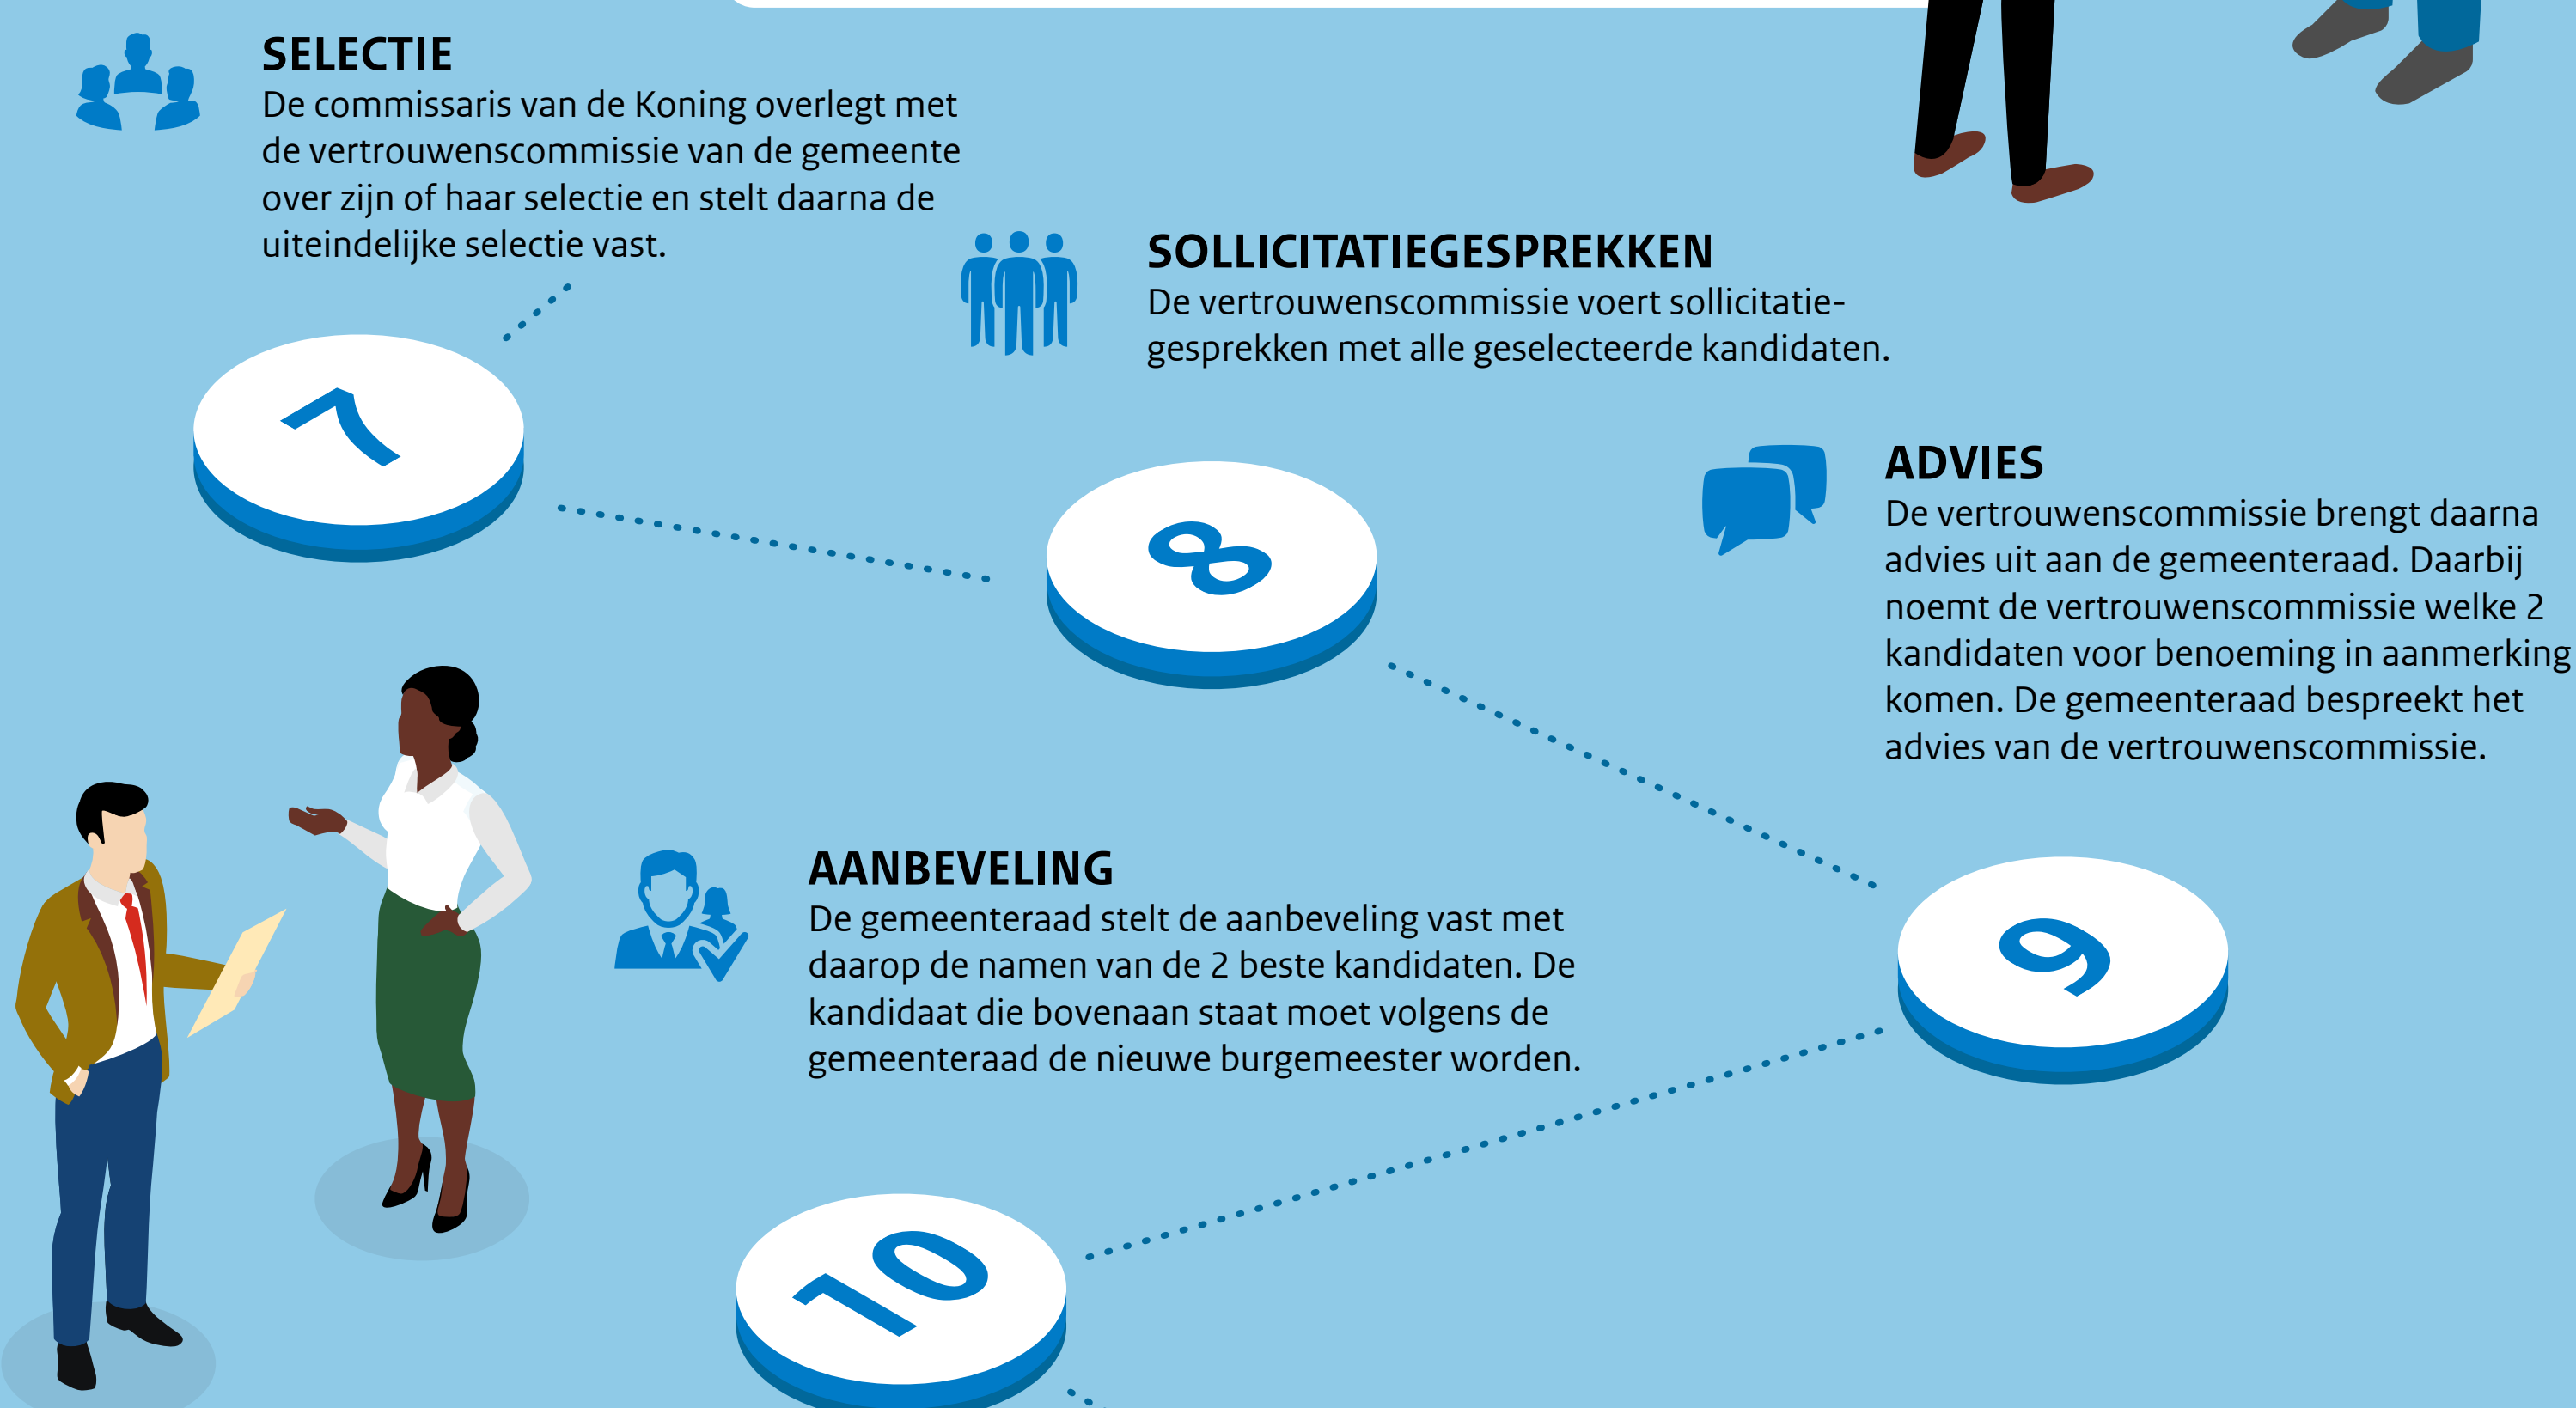 SELECTIE
De commissaris van de Koning overlegt met
de vertrouwenscommissie van de gemeente
over zijn of haar selectie en stelt daarna de
uiteindelijke selectie vast.
7
SOLLICITATIEGESPREKKEN
De vertrouwenscommissie voert sollicitatie-
gesprekken met alle geselecteerde kandidaten.
8
ADVIES
De vertrouwenscommissie brengt daarna
advies uit aan de gemeenteraad. Daarbij
noemt de vertrouwenscommissie welke 2
kandidaten voor benoeming in aanmerking
komen. De gemeenteraad bespreekt het
advies van de vertrouwenscommissie.
9
AANBEVELING
De gemeenteraad stelt de aanbeveling vast met
daarop de namen van de 2 beste kandidaten. De
kandidaat die bovenaan staat moet volgens de
gemeenteraad de nieuwe burgemeester worden.
10